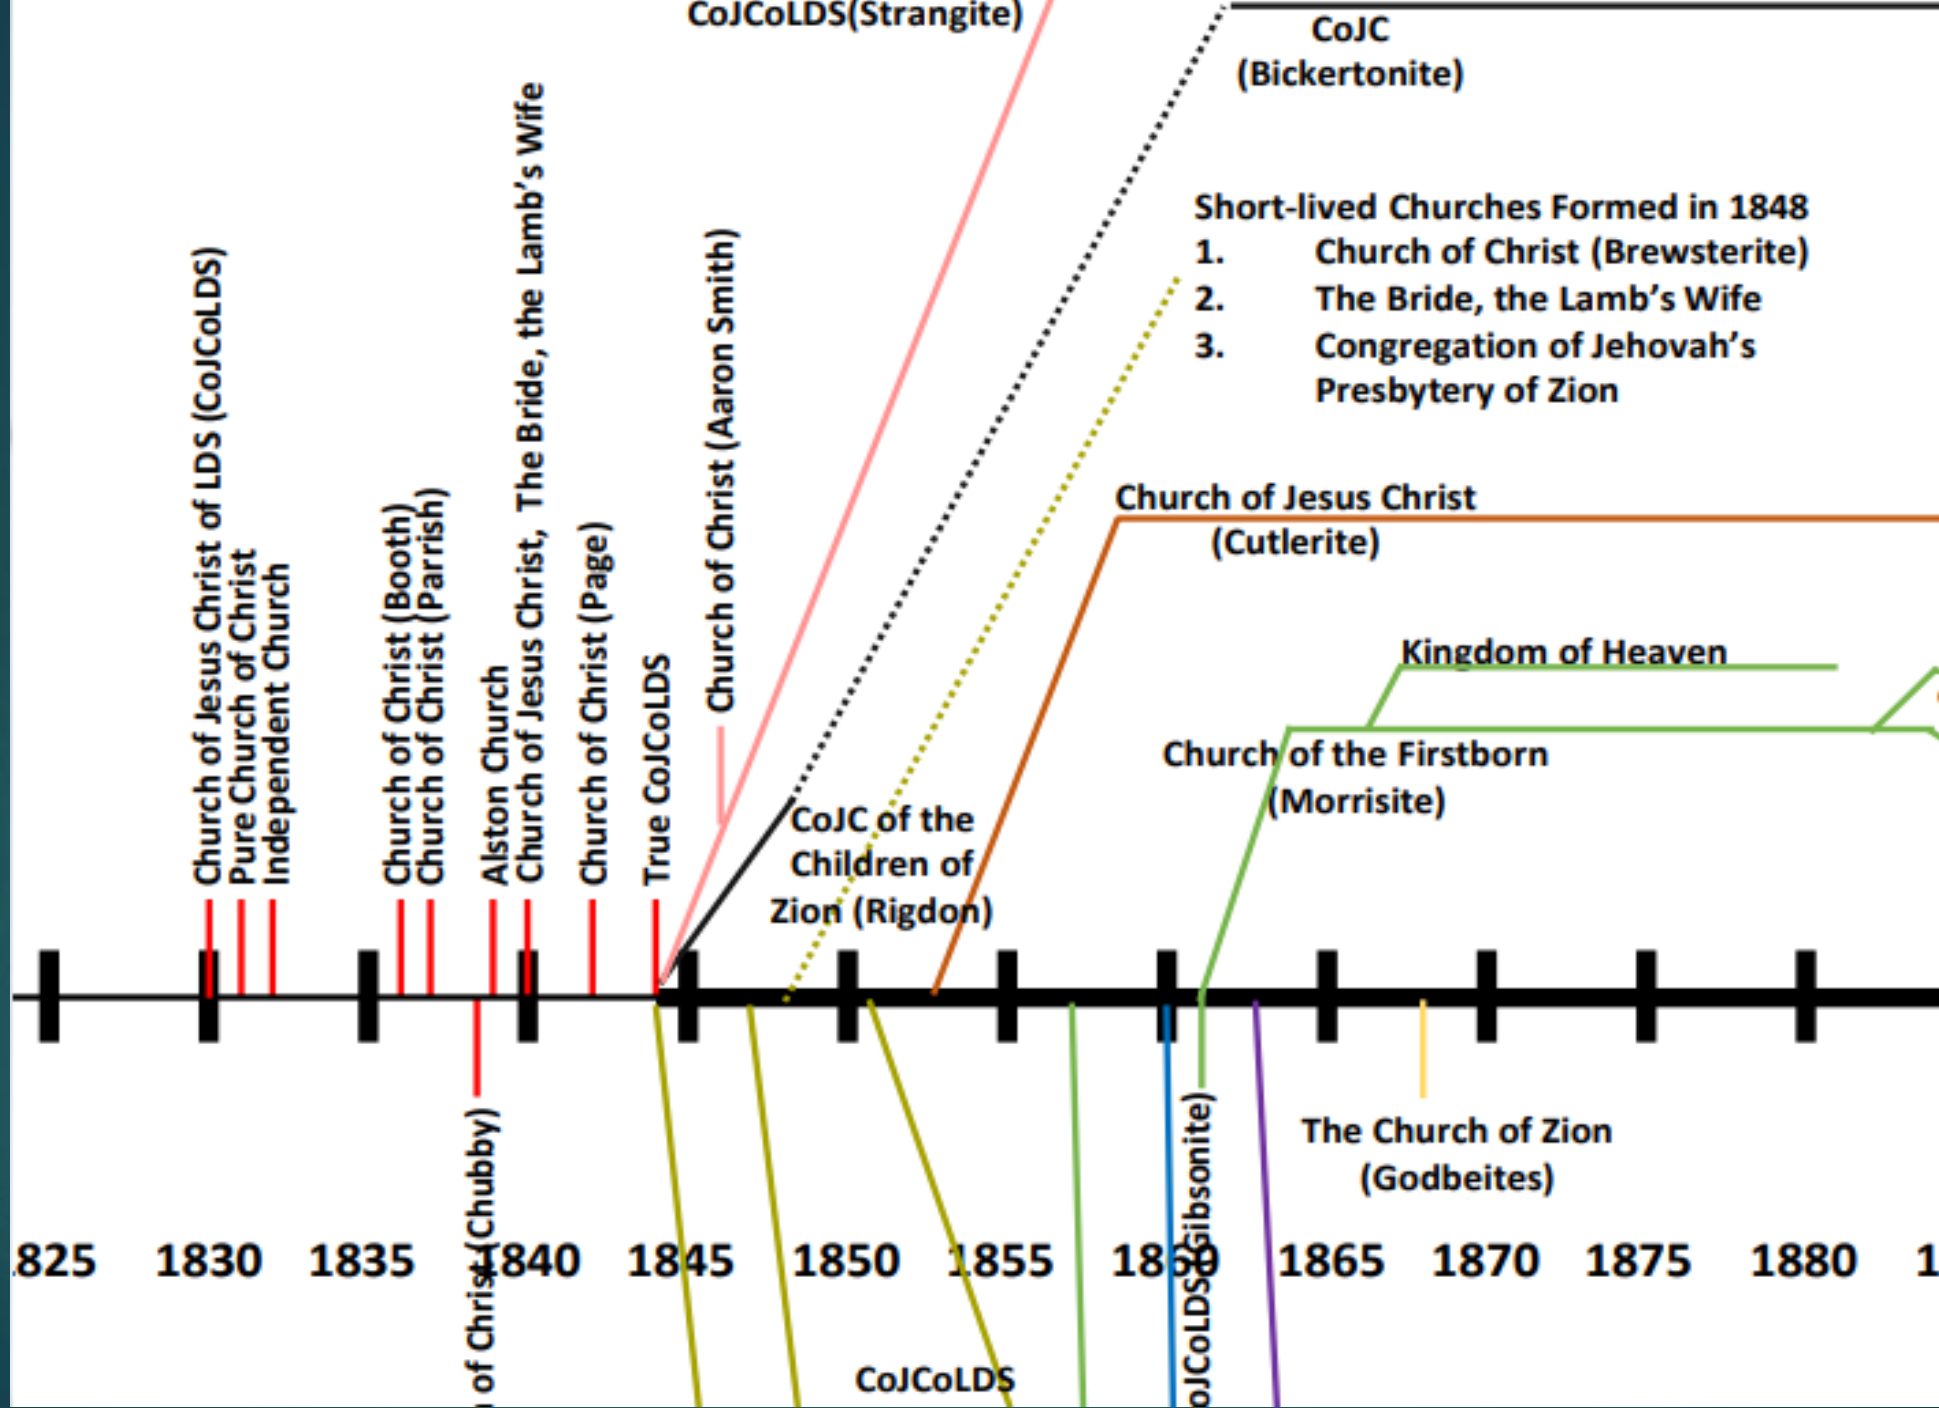 CoJCoLDS(Strangite)
CoJC
(Bickertonite)
Short-lived Churches Formed in 1848
1. Church of Christ (Brewsterite)
2. The Bride, the Lamb's Wife
3. Congregation of Jehovah's
Presbytery of Zion
Church of Jesus Christ of LDS (CoJCoLDS)
Pure Church of Christ
Independent Church
Church of Christ (Booth)
Church of Christ (Parrish)
Alston Church
Church of Jesus Christ, The Bride, the Lamb's Wife
Church of Christ (Page)
True CoJCoLDS
Church of Christ (Aaron Smith)
Church of Jesus Christ
(Cutlerite)
Kingdom of Heaven
Church of the Firstborn
(Morrisite)
CoJC of the
Children of
Zion (Rigdon)
of Christ (Chubby)
oJCoLDS (Gibsonite)
The Church of Zion
(Godbeites)
825 1830 1835 1840 1845 1850 1855 1860 1865 1870 1875 1880 1
CoJCoLDS